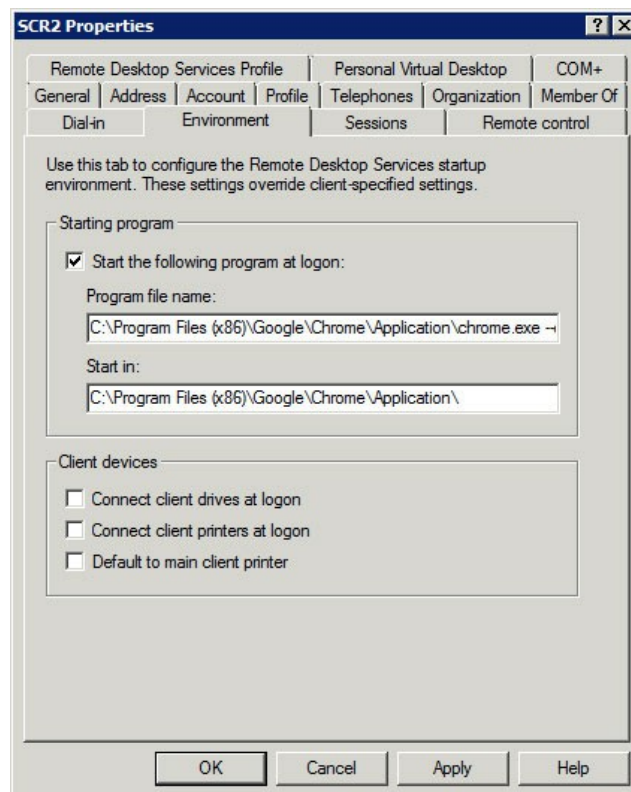 SCR2 Properties
Remote Desktop Services Profile Personal Virtual Desktop COM+
General Address Account Profile Telephones Organization Member Of
Dial-in Environment Sessions Remote control
Use this tab to configure the Remote Desktop Services startup
environment. These settings override client-specified settings.
Starting program
Start the following program at logon:
Program file name:
C:\Program Files (x86)\Google\Chrome\Application\chrome.exe
Start in:
C:\Program Files (x86)\Google\Chrome\Application\
Client devices
Connect client drives at logon
Connect client printers at logon
Default to main client printer
OK Cancel Apply Help